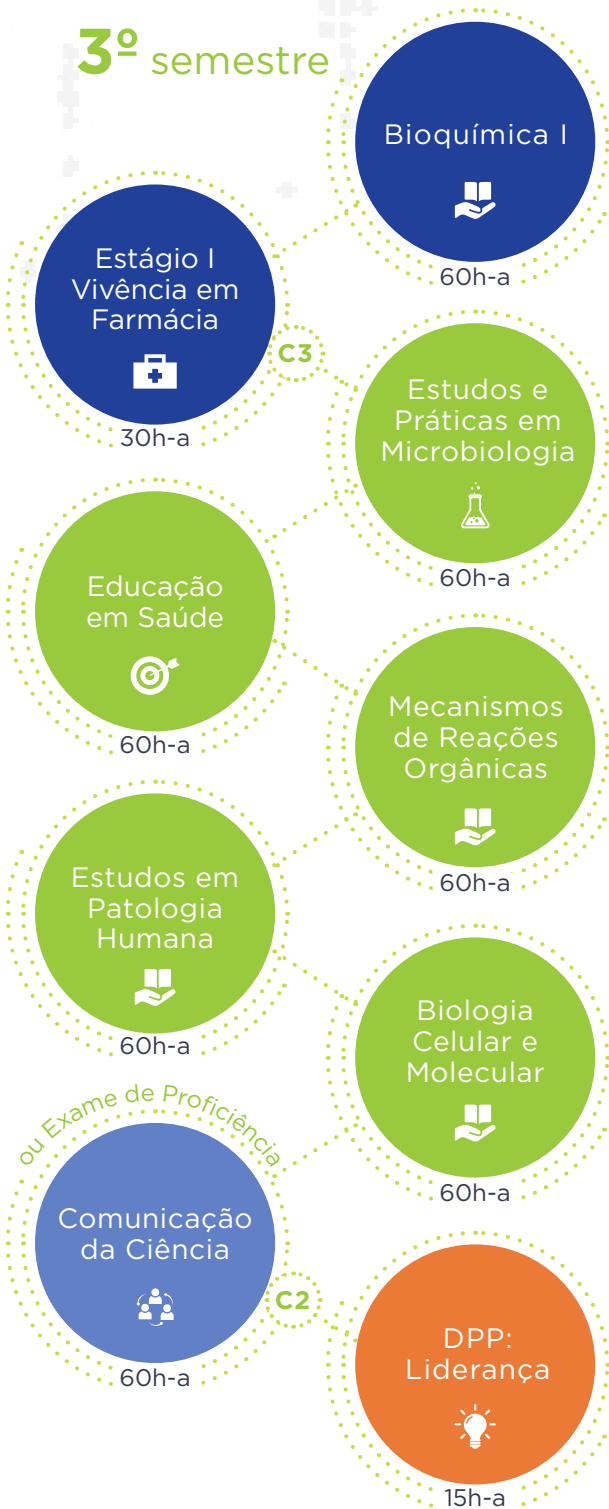 3º semestre
Bioquímica I
60h-a
Estágio I
Vivência em
Farmácia
30h-a
C3
Estudos e
Práticas em
Microbiologia
60h-a
Educação
em Saúde
60h-a
Mecanismos
de Reações
Orgânicas
60h-a
Estudos em
Patologia
Humana
60h-a
Biologia
Celular e
Molecular
60h-a
ou Exame de Proficiência
Comunicação
da Ciência
60h-a
C2
DPP:
Liderança
15h-a